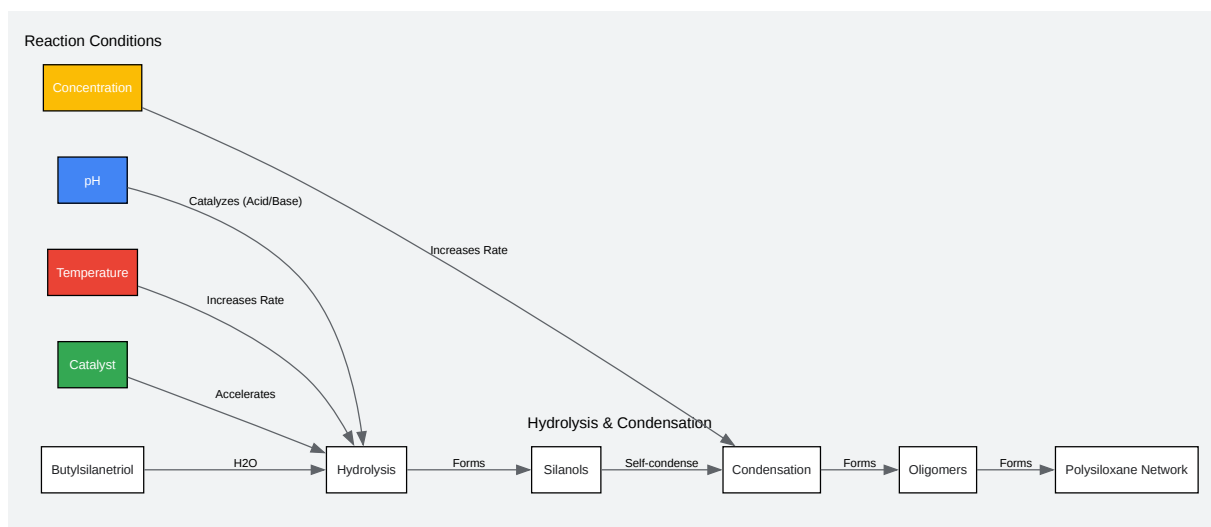 Reaction Conditions
Concentration
pH
Catalyzes (Acid/Base)
Increases Rate
Temperature
Increases Rate
Catalyst
Accelerates
Hydrolysis & Condensation
Butylsilanetriol
H2O
Hydrolysis
Forms
Silanols
Self-condense
Condensation
Forms
Oligomers
Forms
Polysiloxane Network